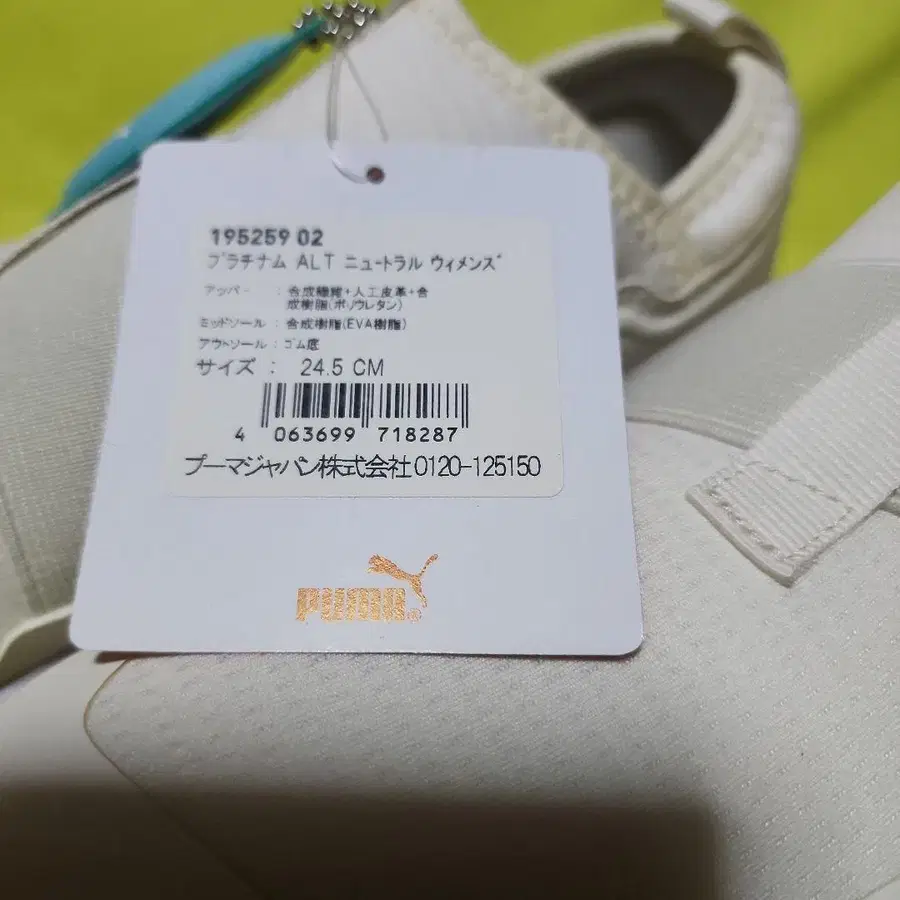 195259 02
プラチナム ALT ニュートラル ウィメンズ
アッパー : 合成繊維+人工皮革+合
成樹脂(ポリウレタン)
ミッドソール : 合成樹脂(EVA樹脂)
アウトソール : ゴム底
サイズ : 24.5 CM
4 063699 718287
プーマジャパン株式会社 0120-125150
PUMA®